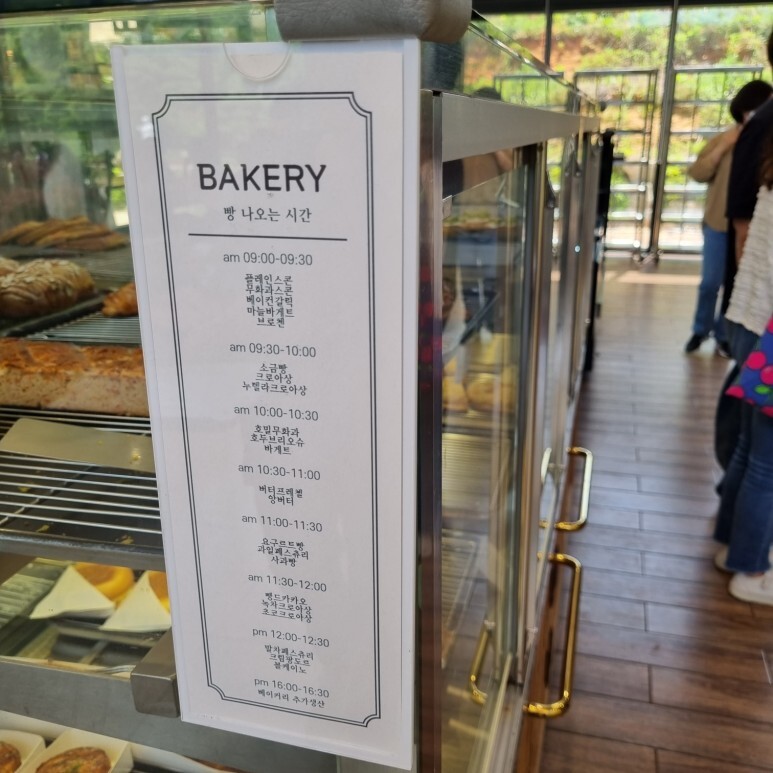 BAKERY
빵 나오는 시간
am 09:00-09:30
플레인스콘
무화과스콘
베이컨갈릭
마늘바게트
브로첸
am 09:30-10:00
소금빵
크로아상
누텔라크로아상
am 10:00-10:30
호밀무화과
호두브리오슈
바게트
am 10:30-11:00
버터프레첼
앙버터
am 11:00-11:30
요구르트빵
과일페스츄리
사과빵
am 11:30-12:00
뺑드카카오
녹차크로아상
초코크로아상
pm 12:00-12:30
말차페스츄리
크림팡도르
볼케이노
pm 16:00-16:30
베이커리 추가생산